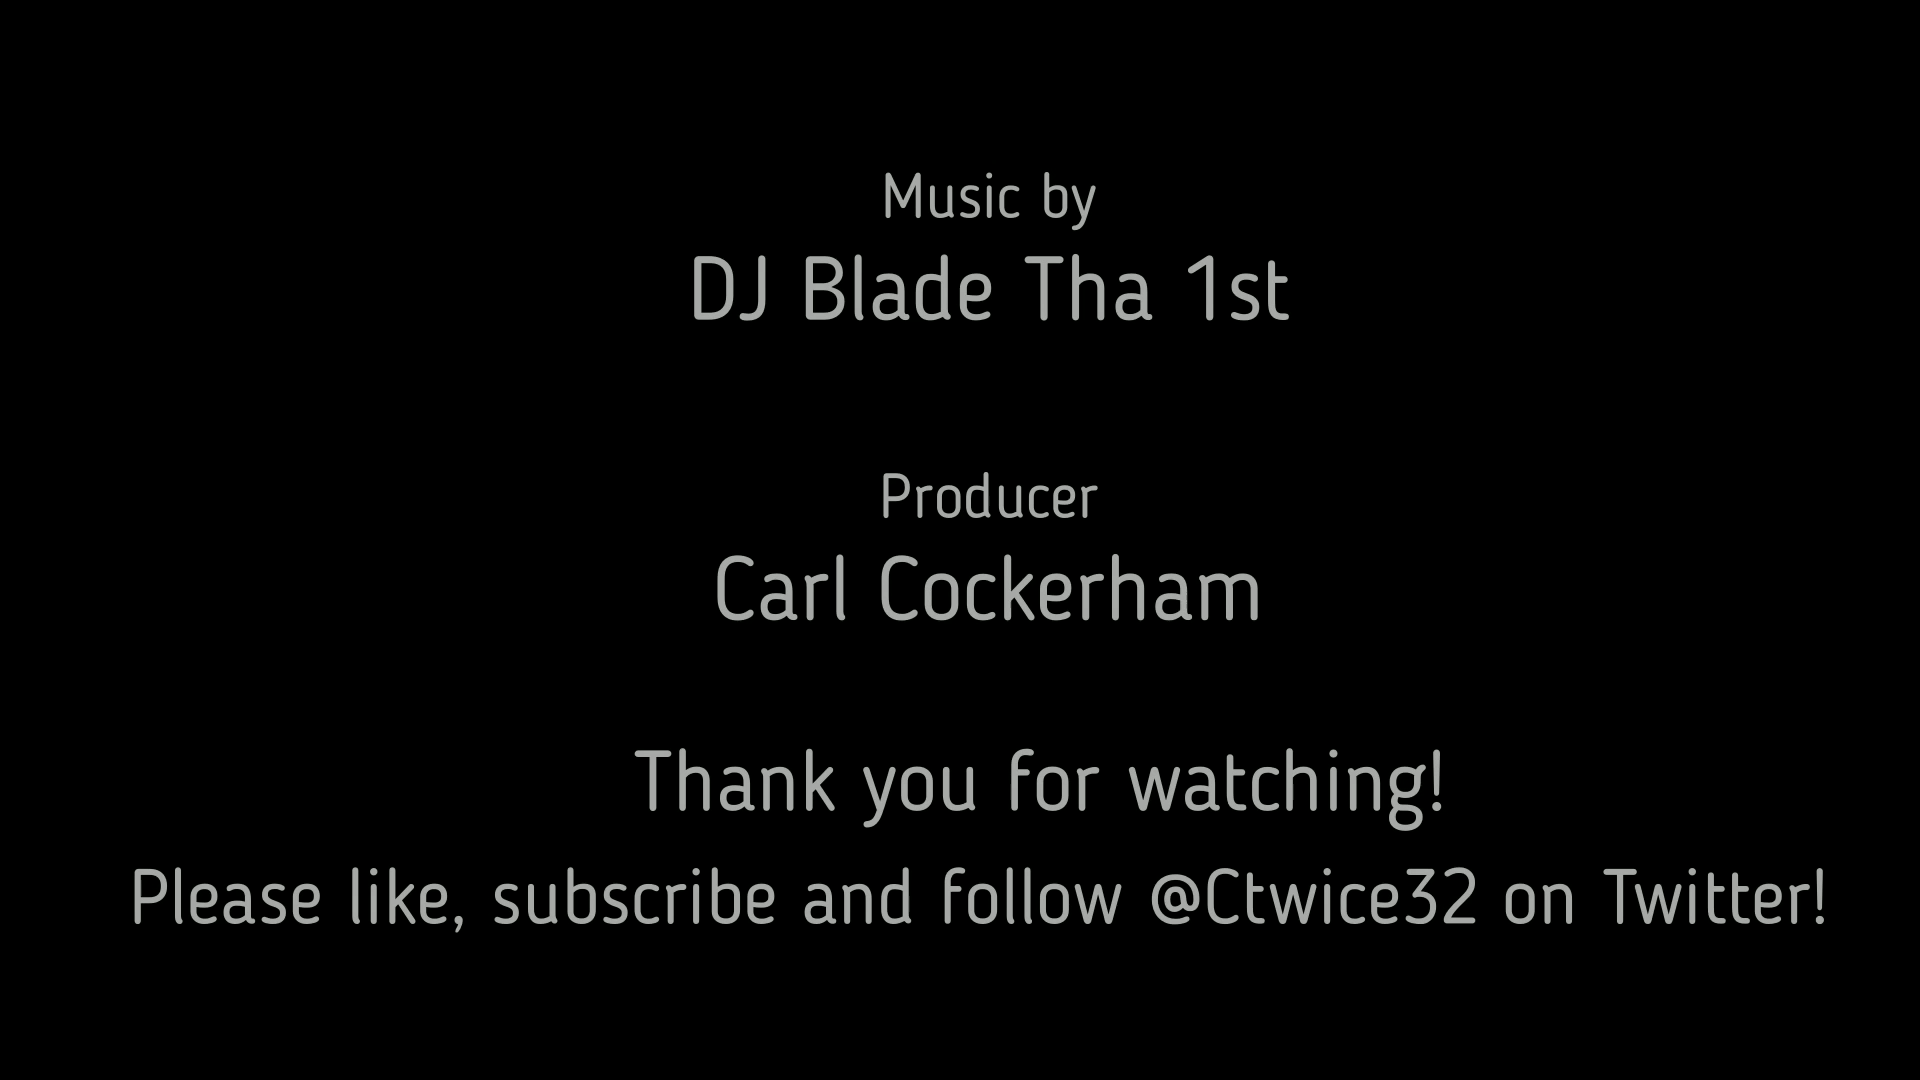 Music by
DJ Blade Tha 1st
Producer
Carl Cockerham
Thank you for watching!
Please like, subscribe and follow @Ctwice32 on Twitter!